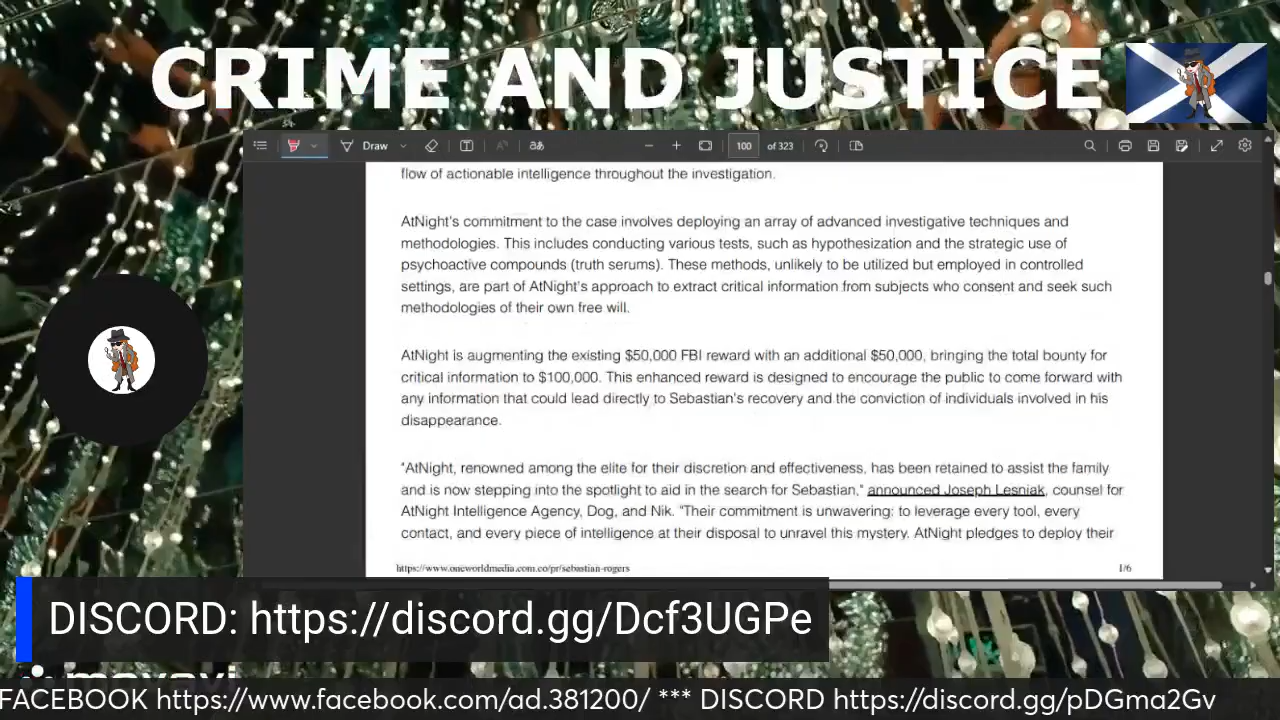 CRIME AND JUSTICE
Draw
100 of 323
flow of actionable intelligence throughout the investigation.
AtNight's commitment to the case involves deploying an array of advanced investigative techniques and
methodologies. This includes conducting various tests, such as hypothesization and the strategic use of
psychoactive compounds (truth serums). These methods, unlikely to be utilized but employed in controlled
settings, are part of AtNight's approach to extract critical information from subjects who consent and seek such
methodologies of their own free will.
AtNight is augmenting the existing $50,000 FBI reward with an additional $50,000, bringing the total bounty for
critical information to $100,000. This enhanced reward is designed to encourage the public to come forward with
any information that could lead directly to Sebastian's recovery and the conviction of individuals involved in his
disappearance.
"AtNight, renowned among the elite for their discretion and effectiveness, has been retained to assist the family
and is now stepping into the spotlight to aid in the search for Sebastian," announced Joseph Lesniak, counsel for
AtNight Intelligence Agency, Dog, and Nik. "Their commitment is unwavering: to leverage every tool, every
contact, and every piece of intelligence at their disposal to unravel this mystery. AtNight pledges to deploy their
https://www.oneworldmedia.com.co/pr/sebastian-rogers 1/6
DISCORD: https://discord.gg/Dcf3UGPe
FACEBOOK https://www.facebook.com/ad.381200/ *** DISCORD https://discord.gg/pDGma2Gv